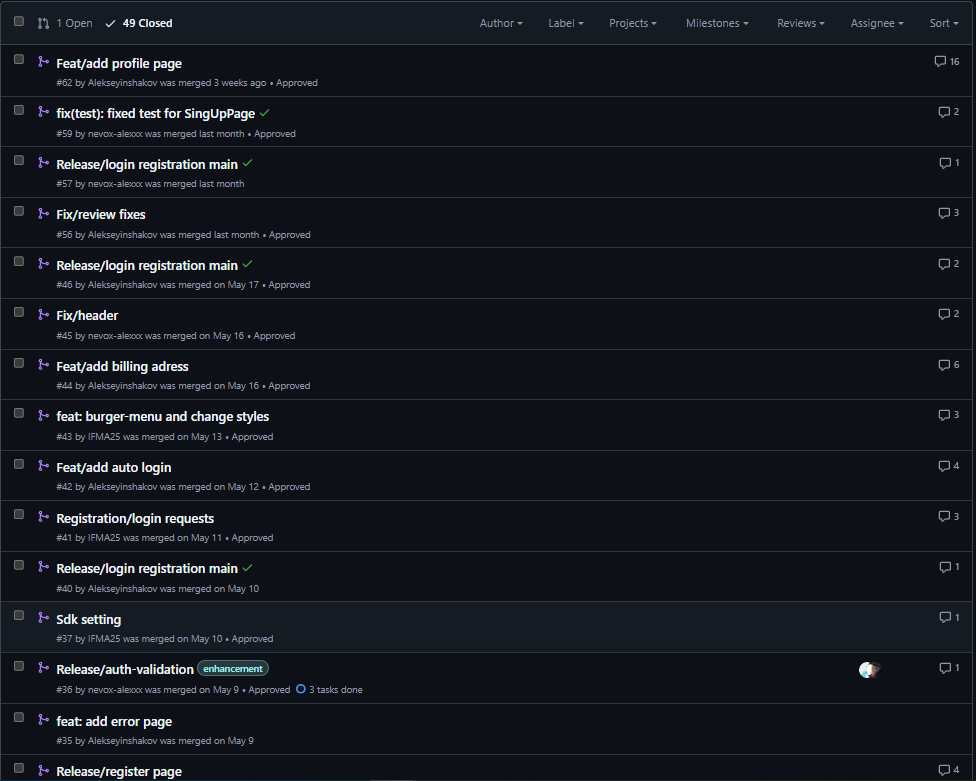 1 Open 49 Closed Author Label Projects Milestones Reviews Assignee Sort
Feat/add profile page 16
#62 by Alekseyinshakov was merged 3 weeks ago • Approved
fix(test): fixed test for SingUpPage 2
#59 by nevox-alexxx was merged last month • Approved
Release/login registration main 1
#57 by nevox-alexxx was merged last month
Fix/review fixes 3
#56 by Alekseyinshakov was merged last month • Approved
Release/login registration main 2
#46 by Alekseyinshakov was merged on May 17 • Approved
Fix/header 2
#45 by nevox-alexxx was merged on May 16 • Approved
Feat/add billing adress 6
#44 by Alekseyinshakov was merged on May 16 • Approved
feat: burger-menu and change styles 3
#43 by IFMA25 was merged on May 13 • Approved
Feat/add auto login 4
#42 by Alekseyinshakov was merged on May 12 • Approved
Registration/login requests 3
#41 by IFMA25 was merged on May 11 • Approved
Release/login registration main 1
#40 by Alekseyinshakov was merged on May 10
Sdk setting 1
#37 by IFMA25 was merged on May 10 • Approved
Release/auth-validation enhancement 1
#36 by nevox-alexxx was merged on May 9 • Approved 3 tasks done
feat: add error page
#35 by Alekseyinshakov was merged on May 9
Release/register page 4